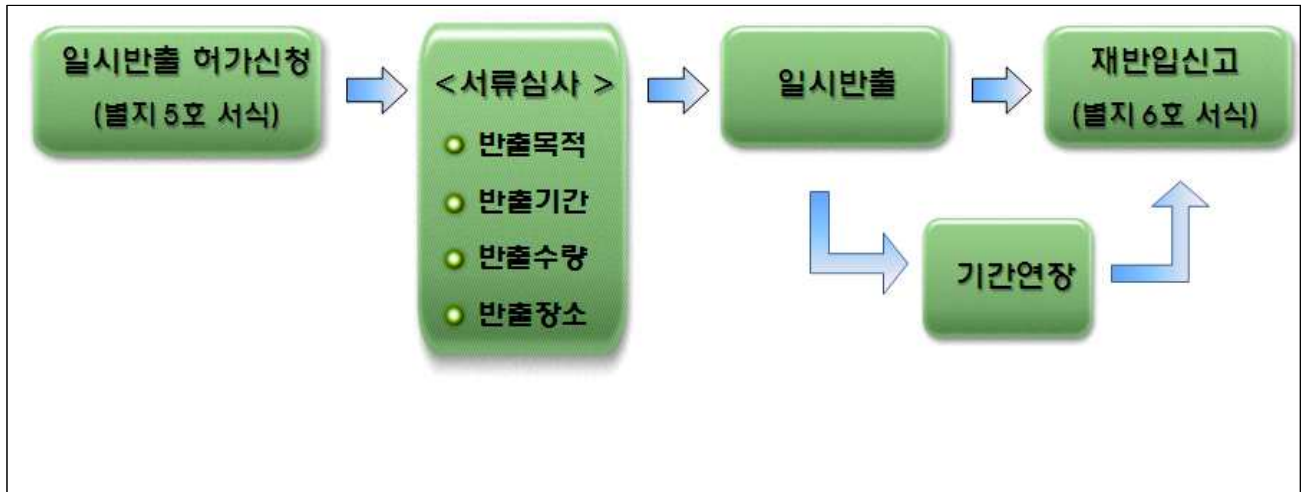 일시반출 허가신청
(별지 5호 서식)
<서류심사 >
반출목적
반출기간
반출수량
반출장소
일시반출
재반입신고
(별지 6호 서식)
기간연장